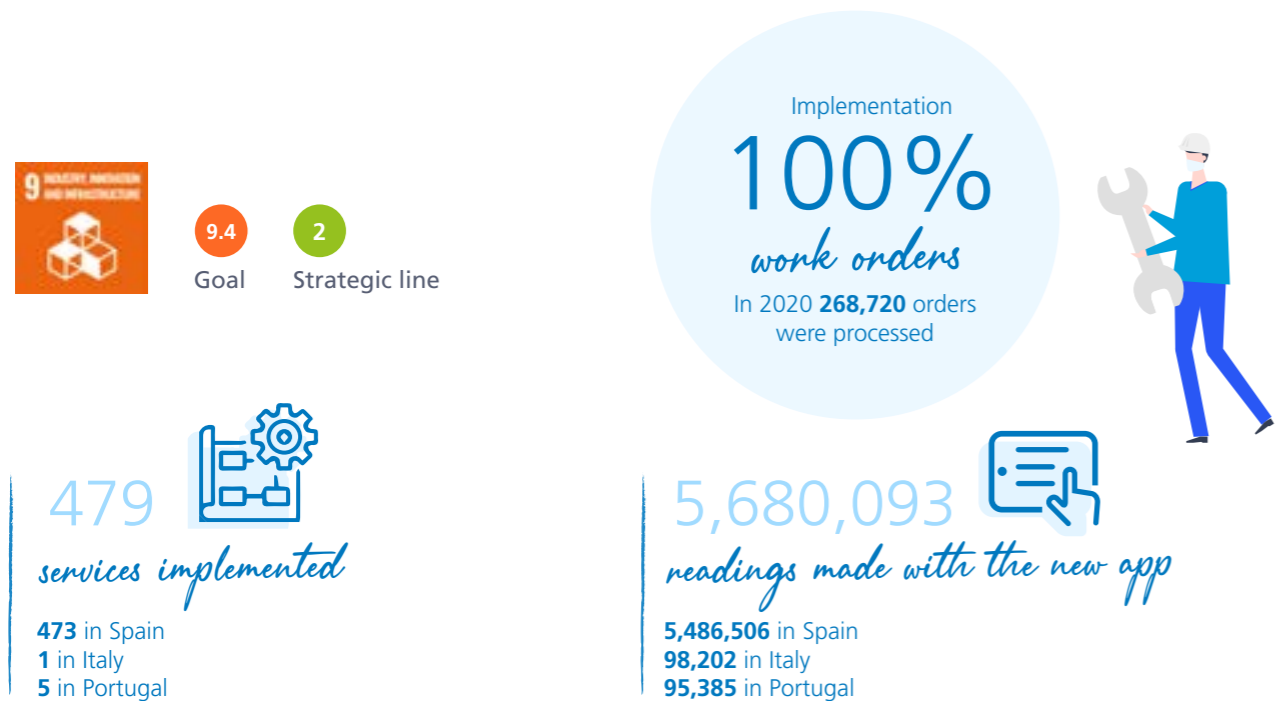 9 INDUSTRY, INNOVATION
AND INFRASTRUCTURE
9.4
Goal
2
Strategic line
Implementation
100%
work orders
In 2020 268,720 orders
were processed
479
services implemented
473 in Spain
1 in Italy
5 in Portugal
5,680,093
readings made with the new app
5,486,506 in Spain
98,202 in Italy
95,385 in Portugal